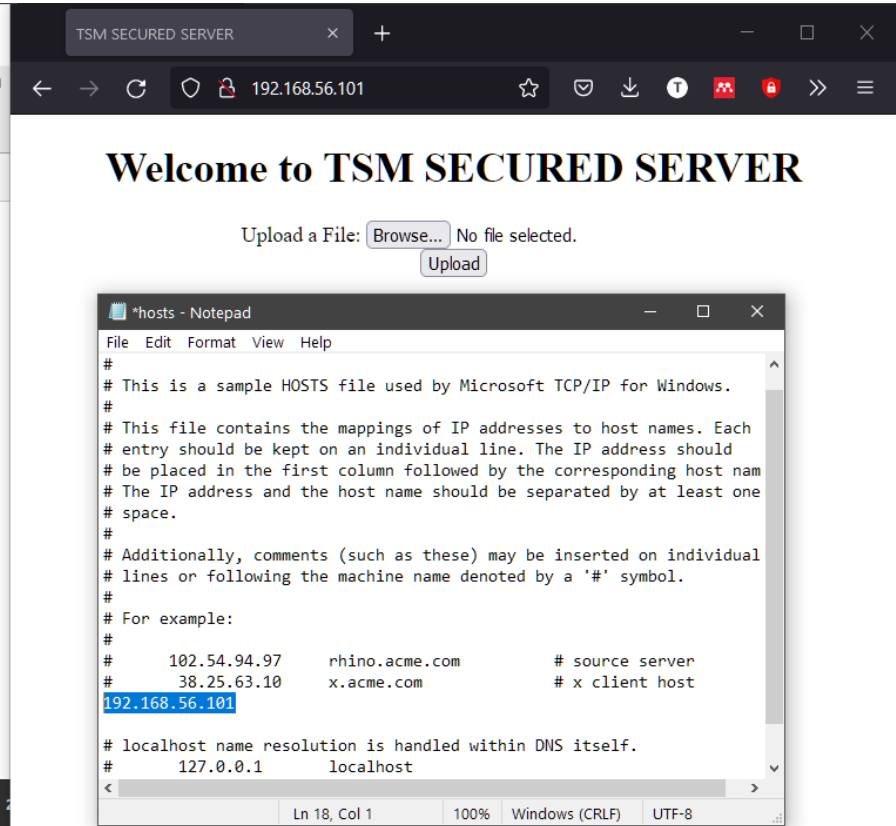 TSM SECURED SERVER
192.168.56.101
T
Welcome to TSM SECURED SERVER
Upload a File: Browse... No file selected.
Upload
*hosts - Notepad
File Edit Format View Help
#
# This is a sample HOSTS file used by Microsoft TCP/IP for Windows.
#
# This file contains the mappings of IP addresses to host names. Each
# entry should be kept on an individual line. The IP address should
# be placed in the first column followed by the corresponding host nam
# The IP address and the host name should be separated by at least one
# space.
#
# Additionally, comments (such as these) may be inserted on individual
# lines or following the machine name denoted by a '#' symbol.
#
# For example:
#
# 102.54.94.97 rhino.acme.com # source server
# 38.25.63.10 x.acme.com # x client host
192.168.56.101
# localhost name resolution is handled within DNS itself.
# 127.0.0.1 localhost
Ln 18, Col 1 100% Windows (CRLF) UTF-8